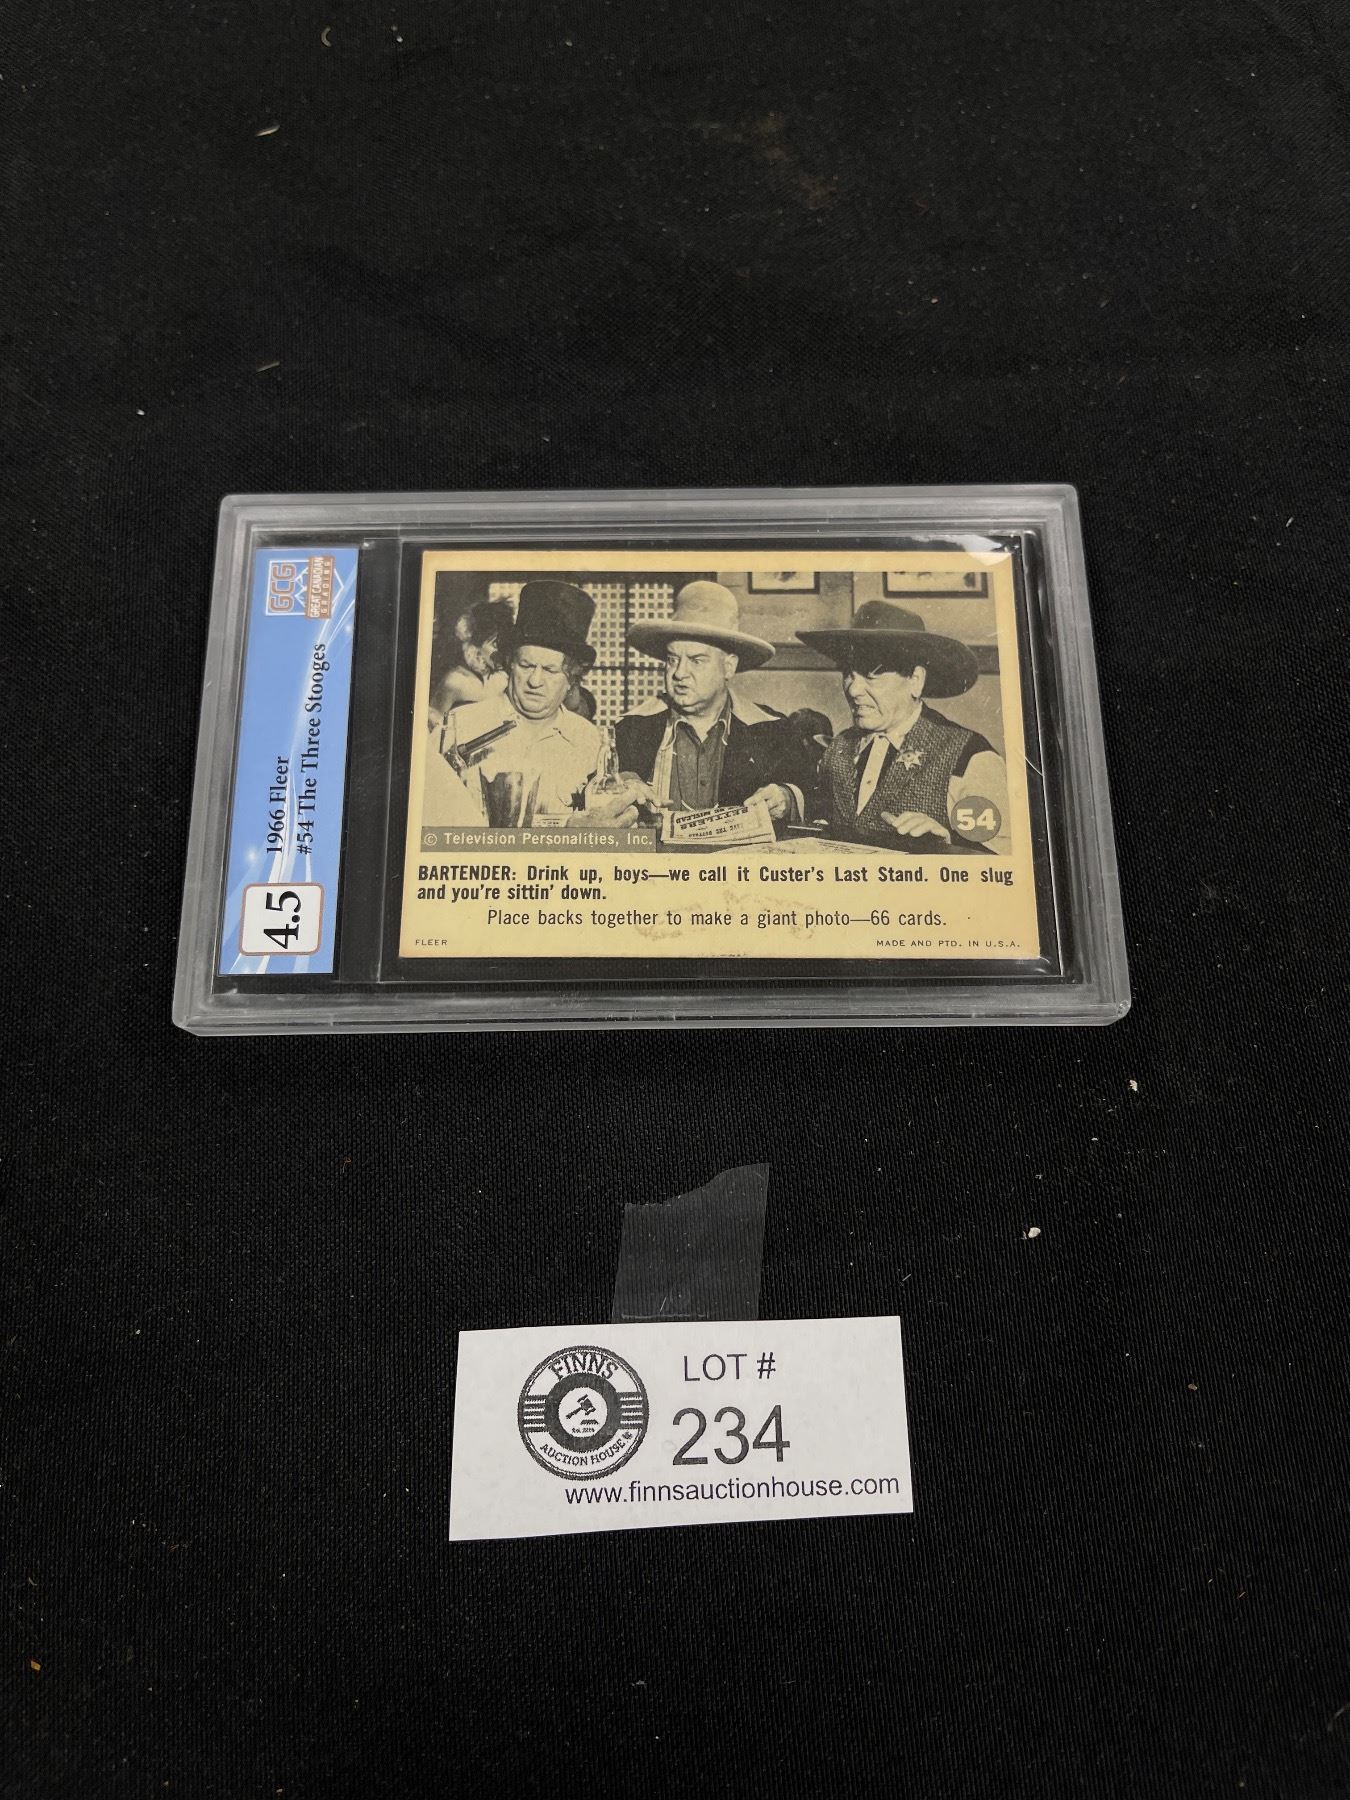 GCG
GREAT CANADIAN
GRADING
1966 Fleer
#54 The Three Stooges
4.5
SETTLERS
© Television Personalities, Inc.
54
BARTENDER: Drink up, boys—we call it Custer's Last Stand. One slug
and you're sittin' down.
Place backs together to make a giant photo—66 cards.
FLEER
MADE AND PTD. IN U.S.A.
FINNS
AUCTION HOUSE
LOT #
234
www.finnsauctionhouse.com